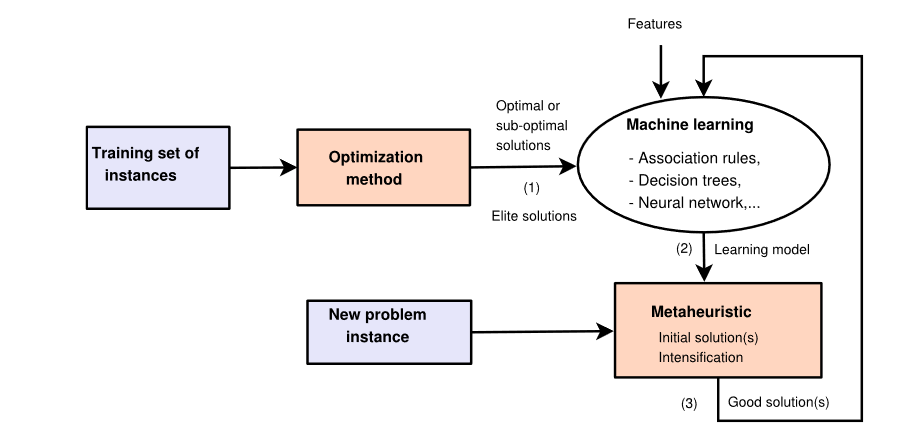 Features
Optimal or
sub-optimal
solutions
Machine learning
- Association rules,
- Decision trees,
- Neural network,...
Training set of
instances
Optimization
method
(1)
Elite solutions
(2)
Learning model
New problem
instance
Metaheuristic
Initial solution(s)
Intensification
(3)
Good solution(s)